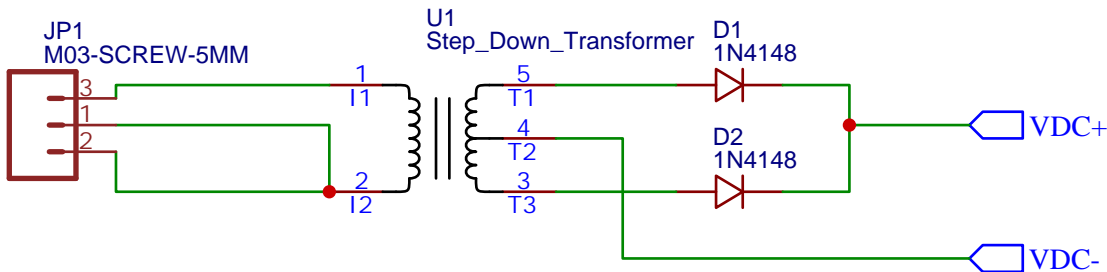 JP1
M03-SCREW-5MM
3
1
2
U1
Step_Down_Transformer
1
I1
2
I2
5
T1
4
T2
3
T3
D1
1N4148
D2
1N4148
VDC+
VDC-